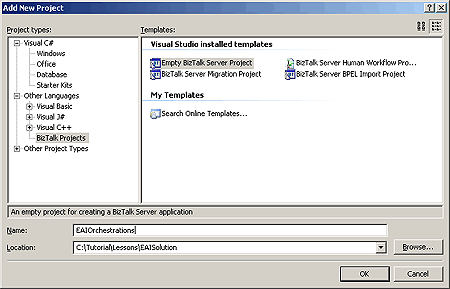 Add New Project
Project types:
Templates:
Visual C#
Windows
Office
Database
Starter Kits
Other Languages
Visual Basic
Visual J#
Visual C++
BizTalk Projects
Other Project Types
Visual Studio installed templates
Empty BizTalk Server Project
BizTalk Server Human Workflow Pro...
BizTalk Server Migration Project
BizTalk Server BPEL Import Project
My Templates
Search Online Templates...
An empty project for creating a BizTalk Server application
Name:
EAIOrchestrations
Location:
C:\Tutorial\Lessons\EAISolution
Browse...
OK
Cancel